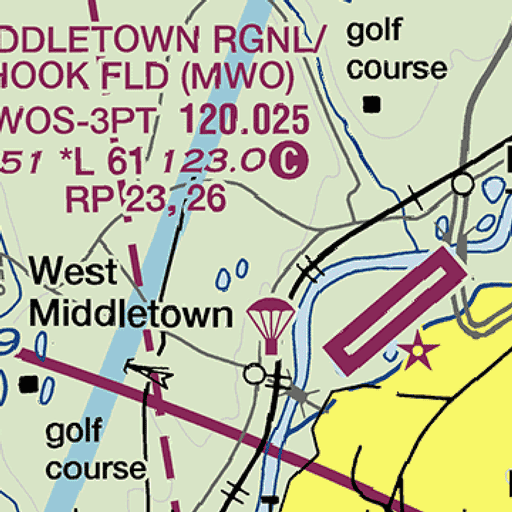 DDLETOWN RGNL/
HOOK FLD (MWO)
WOS-3PT 120.025
51 *L 61 123.0 C
RP 23, 26
golf
course
West
Middletown
golf
course